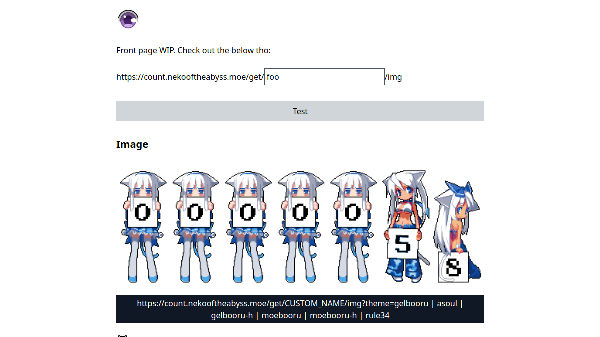 Front page WIP. Check out the below tho:
https://count.nekooftheabyss.moe/get/ foo /img
Test
Image
0 0 0 0 0 5 8
https://count.nekooftheabyss.moe/get/CUSTOM_NAME/img?theme=gelbooru | asoul |
gelbooru-h | moebooru | moebooru-h | rule34